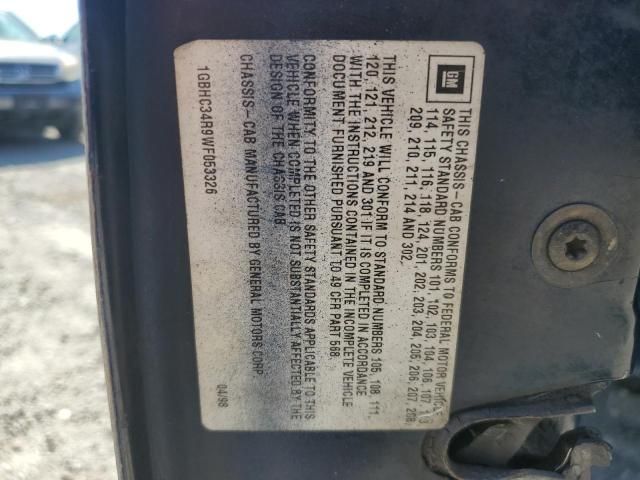 GM
THIS CHASSIS-CAB CONFORMS TO FEDERAL MOTOR VEHICLE
SAFETY STANDARD NUMBERS 101, 102, 103, 104, 106, 107, 113
114, 115, 116, 118, 124, 201, 202, 203, 204, 205, 206, 207, 208,
209, 210, 211, 214 AND 302.
THIS VEHICLE WILL CONFORM TO STANDARD NUMBERS 105, 108, 111,
120, 121, 212, 219 AND 301 IF IT IS COMPLETED IN ACCORDANCE
WITH THE INSTRUCTIONS CONTAINED IN THE INCOMPLETE VEHICLE
DOCUMENT FURNISHED PURSUANT TO 49 CFR PART 568.
CONFORMITY TO THE OTHER SAFETY STANDARDS APPLICABLE TO THIS
VEHICLE WHEN COMPLETED IS NOT SUBSTANTIALLY AFFECTED BY THE
DESIGN OF THE CHASSIS CAB
CHASSIS-CAB MANUFACTURED BY GENERAL MOTORS CORP
04/98
1GBHC34R9WF053326